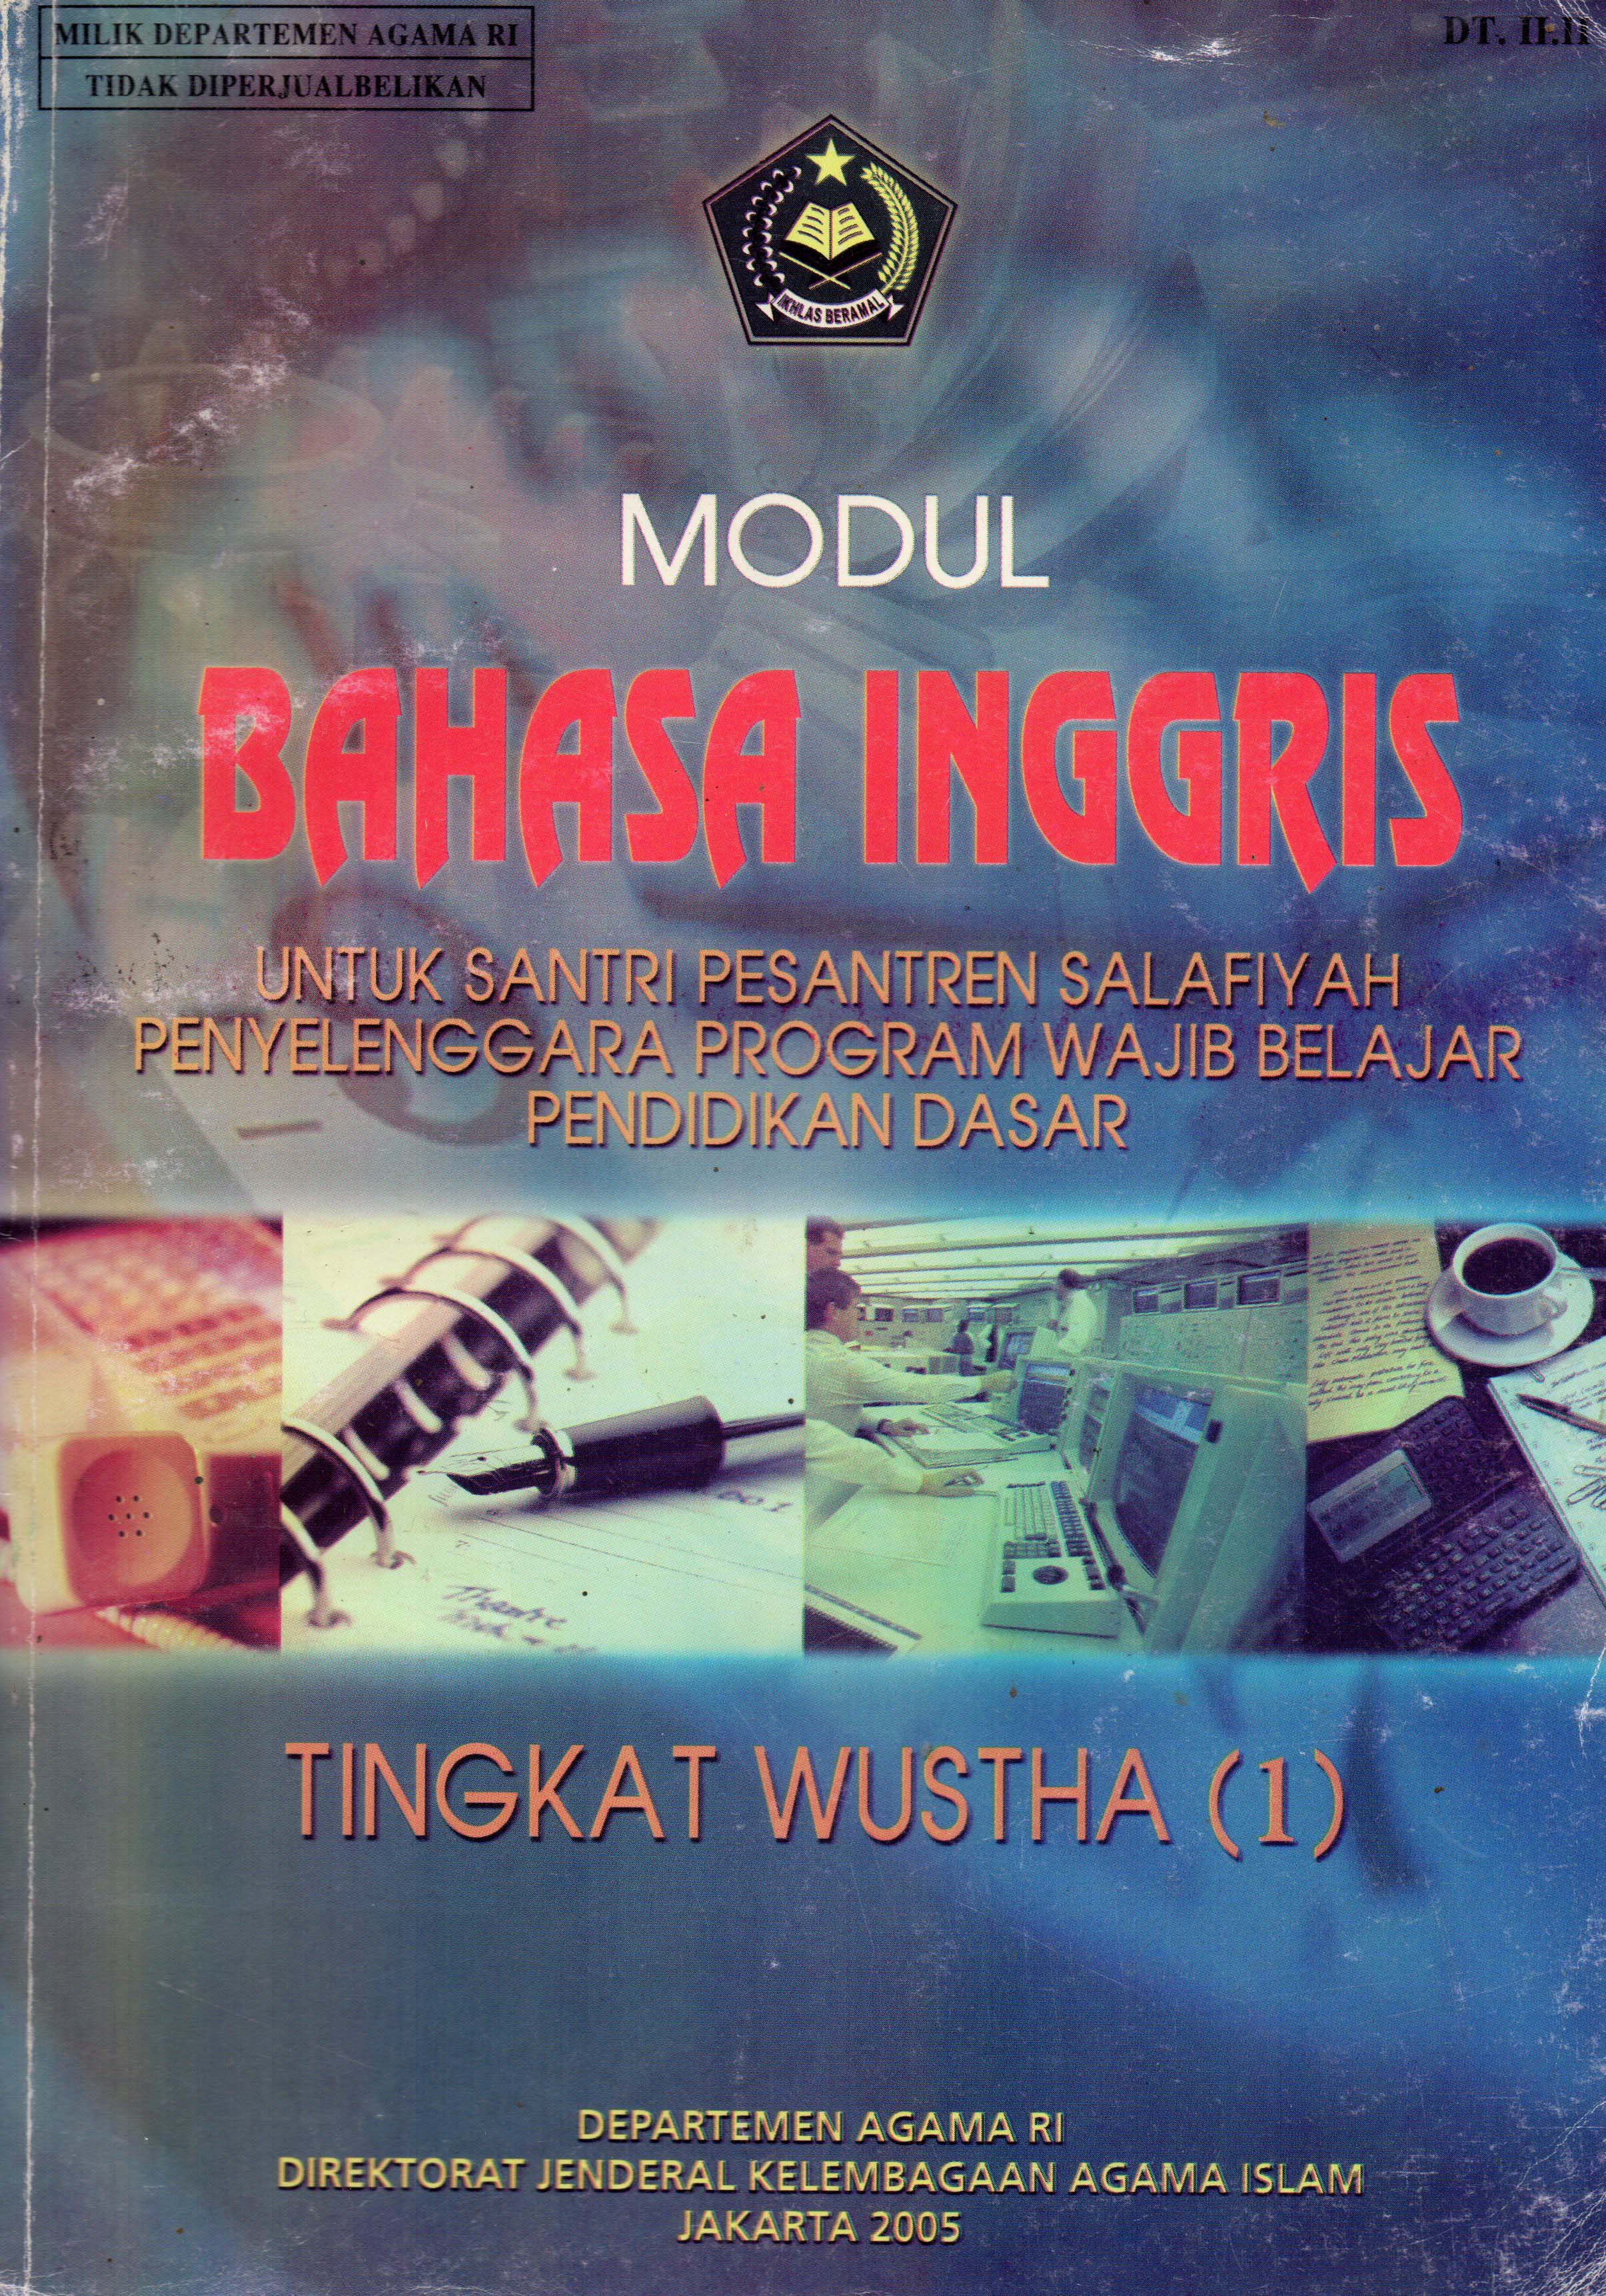 MILIK DEPARTEMEN AGAMA RI
TIDAK DIPERJUALBELIKAN
DT. II.II
IKHLAS BERAMAL
MODUL
BAHASA INGGRIS
UNTUK SANTRI PESANTREN SALAFIYAH
PENYELENGGARA PROGRAM WAJIB BELAJAR
PENDIDIKAN DASAR
Theatre
TINGKAT WUSTHA (1)
DEPARTEMEN AGAMA RI
DIREKTORAT JENDERAL KELEMBAGAAN AGAMA ISLAM
JAKARTA 2005